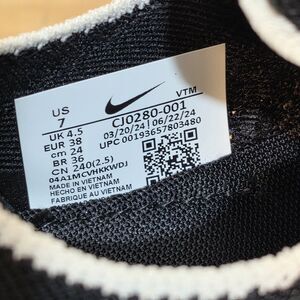 US
7
UK 4.5
EUR 38
cm 24
BR 36
CN 240(2.5)
04A1MCVHKKWDJ
MADE IN VIETNAM
HECHO EN VIETNAM
FABRIQUE AU VIETNAM
VTM
CJ0280-001
03/20/24 | 06/22/24
UPC 00193657803480